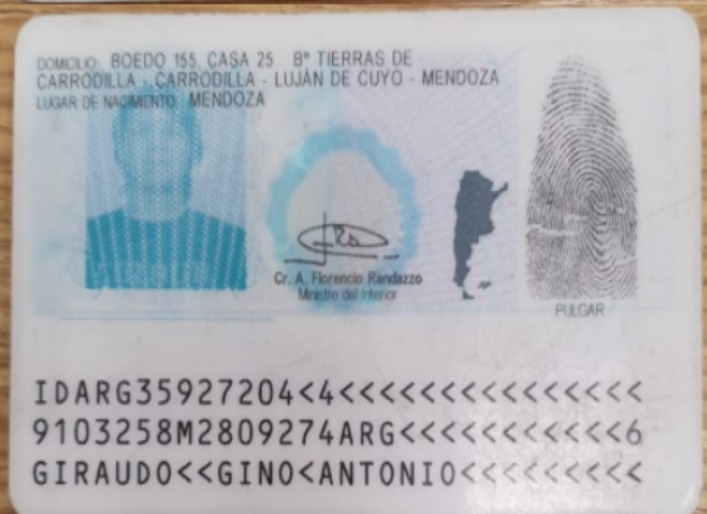 DOMICILIO: BOEDO 155, CASA 25 Bº TIERRAS DE
CARRODILLA - CARRODILLA - LUJÁN DE CUYO - MENDOZA
LUGAR DE NACIMIENTO: MENDOZA
Cr. A. Florencio Randazzo
Ministro del Interior
PULGAR
IDARG35927204<4<<<<<<<<<<<<<<<
9103258M2809274ARG<<<<<<<<<<<6
GIRAUDO<<GINO<ANTONIO<<<<<<<<<